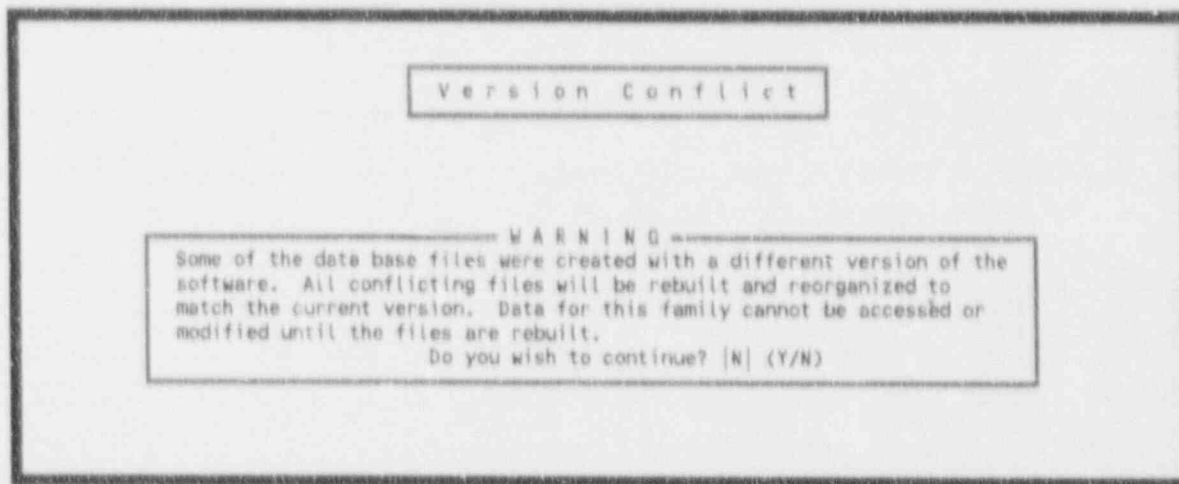 Version Conflict
WARNING
Some of the data base files were created with a different version of the
software. All conflicting files will be rebuilt and reorganized to
match the current version. Data for this family cannot be accessed or
modified until the files are rebuilt.
Do you wish to continue? |N| (Y/N)